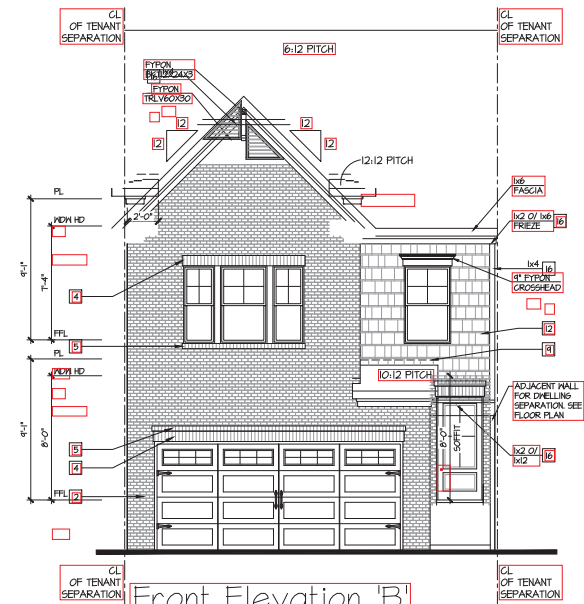 CL
OF TENANT
SEPARATION
CL
OF TENANT
SEPARATION
6:12 PITCH
FYPON
FYPON
TRLV60X30
12
12
12
12
12:12 PITCH
PL
2'-0"
WDW HD
1x6
FASCIA
1x2 O/ 1x6
FRIEZE
16
1x4
16
9" FYPON
CROSSHEAD
9'-1"
7'-4"
4
12
FFL
5
19
PL
WDW HD
10:12 PITCH
ADJACENT WALL
FOR DWELLING
SEPARATION. SEE
FLOOR PLAN
9'-1"
8'-0"
8'-0"
SOFFIT
5
4
1x2 O/
1x12
16
FFL
2
CL
OF TENANT
SEPARATION
CL
OF TENANT
SEPARATION
Front Elevation 'B'